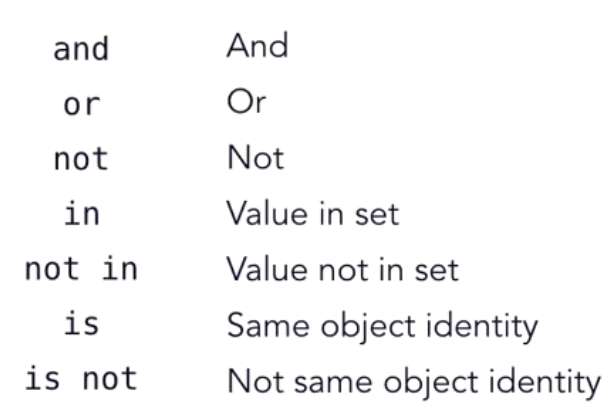 and And
or Or
not Not
in Value in set
not in Value not in set
is Same object identity
is not Not same object identity